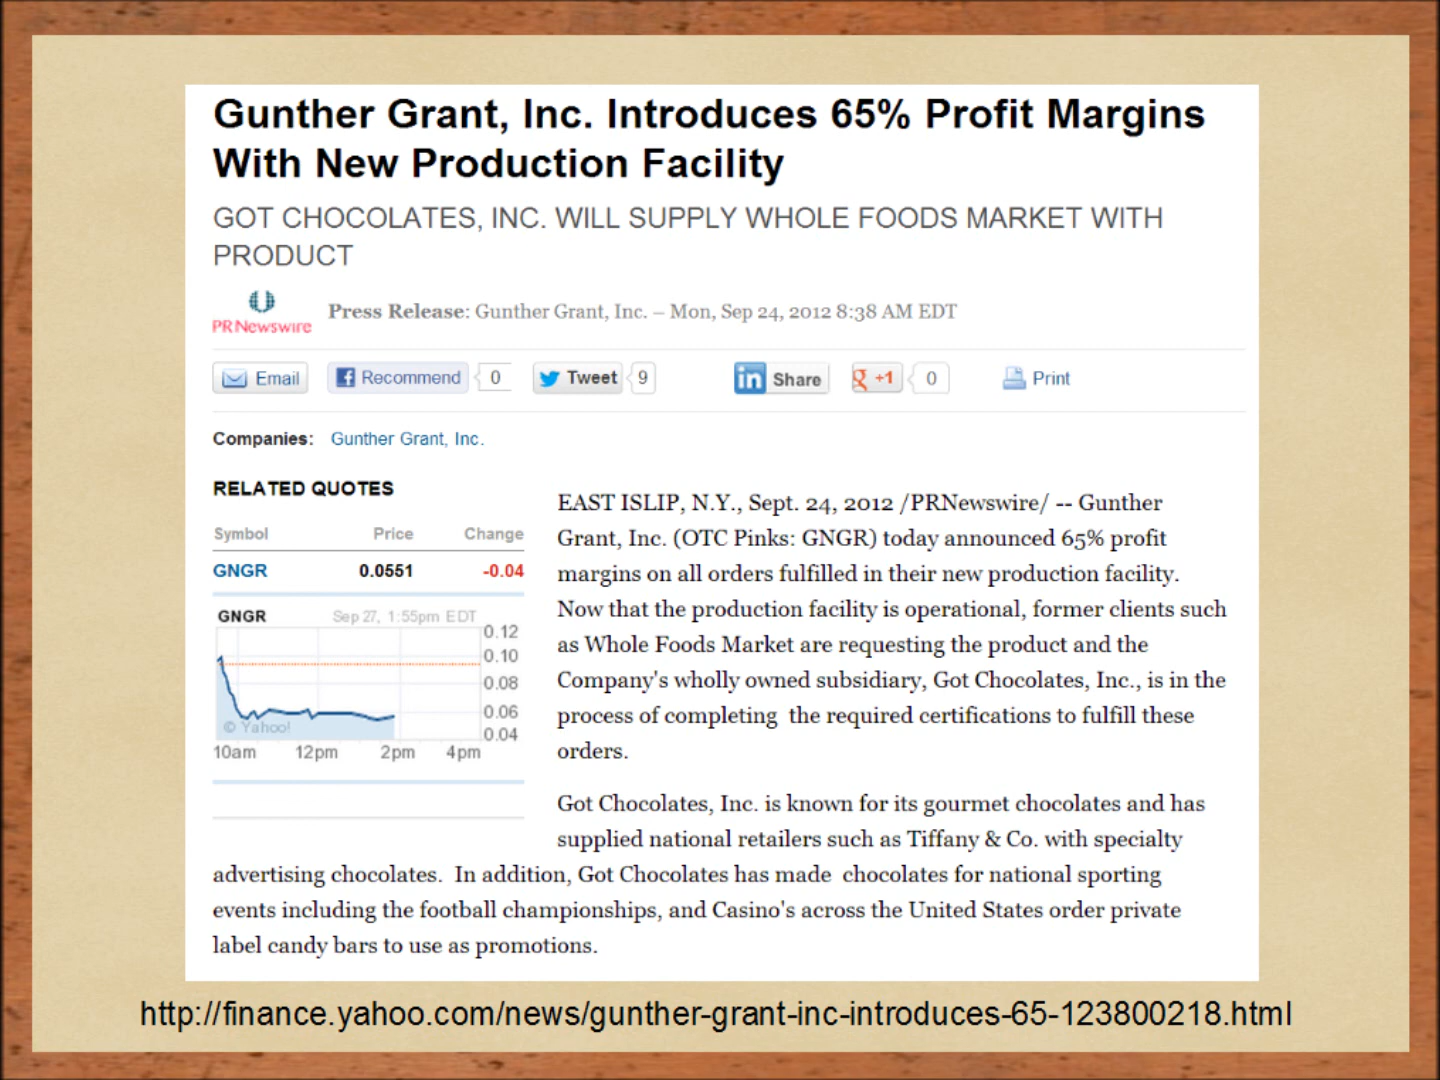 Gunther Grant, Inc. Introduces 65% Profit Margins
With New Production Facility
GOT CHOCOLATES, INC. WILL SUPPLY WHOLE FOODS MARKET WITH
PRODUCT
PRNewswire
Press Release: Gunther Grant, Inc. – Mon, Sep 24, 2012 8:38 AM EDT
Email Recommend 0 Tweet 9 in Share +1 0 Print
Companies: Gunther Grant, Inc.
RELATED QUOTES
Symbol Price Change
GNGR 0.0551 -0.04
GNGR Sep 27, 1:55pm EDT
0.12
0.10
0.08
0.06
0.04
© Yahoo!
10am 12pm 2pm 4pm
EAST ISLIP, N.Y., Sept. 24, 2012 /PRNewswire/ -- Gunther
Grant, Inc. (OTC Pinks: GNGR) today announced 65% profit
margins on all orders fulfilled in their new production facility.
Now that the production facility is operational, former clients such
as Whole Foods Market are requesting the product and the
Company's wholly owned subsidiary, Got Chocolates, Inc., is in the
process of completing  the required certifications to fulfill these
orders.
Got Chocolates, Inc. is known for its gourmet chocolates and has
supplied national retailers such as Tiffany & Co. with specialty
advertising chocolates.  In addition, Got Chocolates has made  chocolates for national sporting
events including the football championships, and Casino's across the United States order private
label candy bars to use as promotions.
http://finance.yahoo.com/news/gunther-grant-inc-introduces-65-123800218.html